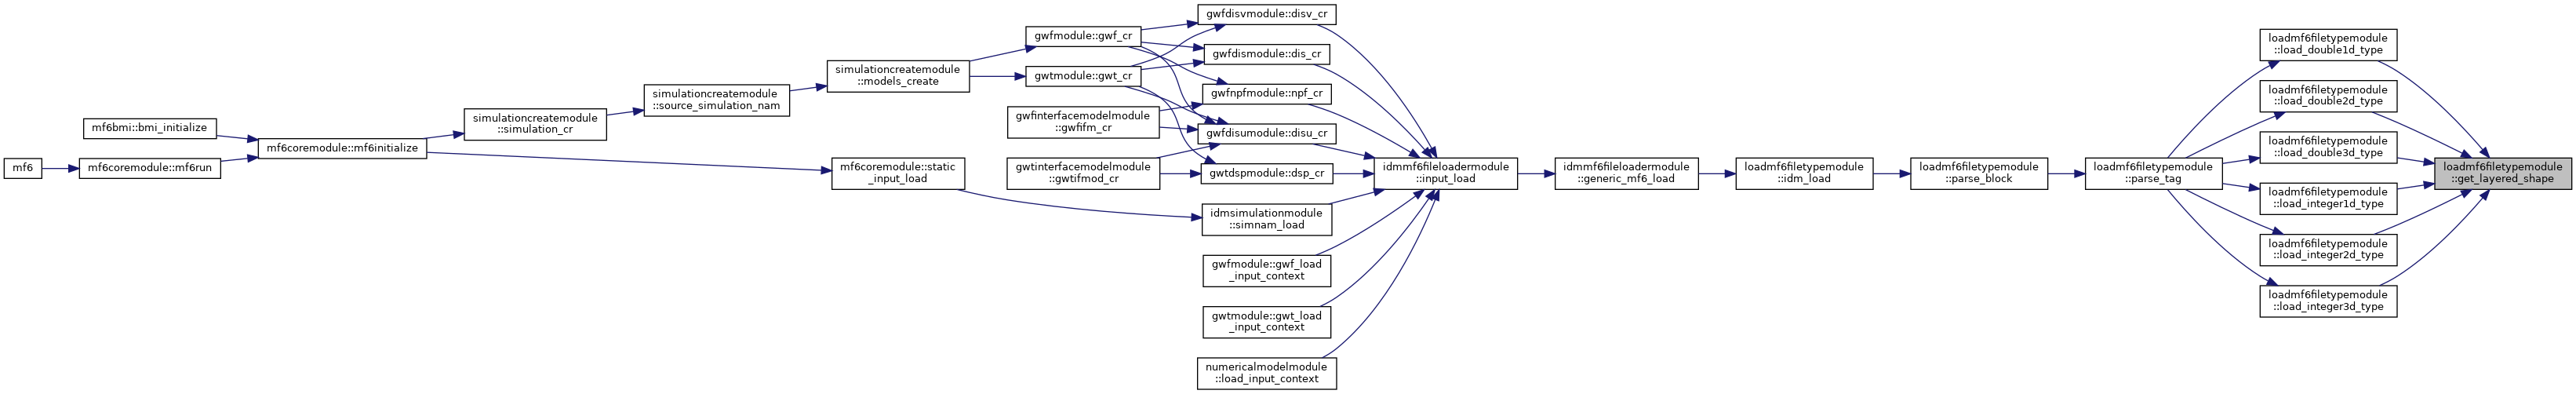 mf6
mf6bmi::bmi_initialize
mf6coremodule::mf6run
mf6coremodule::mf6initialize
simulationcreatemodule
::simulation_cr
simulationcreatemodule
::source_simulation_nam
simulationcreatemodule
::models_create
mf6coremodule::static
_input_load
gwfmodule::gwf_cr
gwtmodule::gwt_cr
gwfinterfacemodelmodule
::gwfifm_cr
gwtinterfacemodelmodule
::gwtifmod_cr
gwfdisvmodule::disv_cr
gwfdismodule::dis_cr
gwfnpfmodule::npf_cr
gwfdisumodule::disu_cr
gwtdspmodule::dsp_cr
idmsimulationmodule
::simnam_load
gwfmodule::gwf_load
_input_context
gwtmodule::gwt_load
_input_context
numericalmodelmodule
::load_input_context
idmmf6fileloadermodule
::input_load
idmmf6fileloadermodule
::generic_mf6_load
loadmf6filetypemodule
::idm_load
loadmf6filetypemodule
::parse_block
loadmf6filetypemodule
::parse_tag
loadmf6filetypemodule
::load_double1d_type
loadmf6filetypemodule
::load_double2d_type
loadmf6filetypemodule
::load_double3d_type
loadmf6filetypemodule
::load_integer1d_type
loadmf6filetypemodule
::load_integer2d_type
loadmf6filetypemodule
::load_integer3d_type
loadmf6filetypemodule
::get_layered_shape